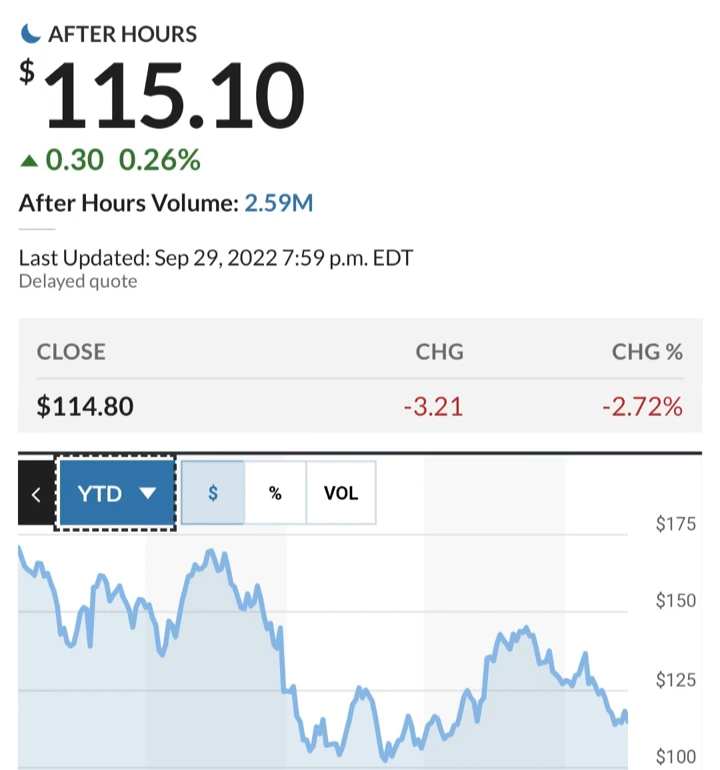 AFTER HOURS
$115.10
0.30 0.26%
After Hours Volume: 2.59M
Last Updated: Sep 29, 2022 7:59 p.m. EDT
Delayed quote
CLOSE CHG CHG %
$114.80 -3.21 -2.72%
< YTD $ % VOL
$175
$150
$125
$100